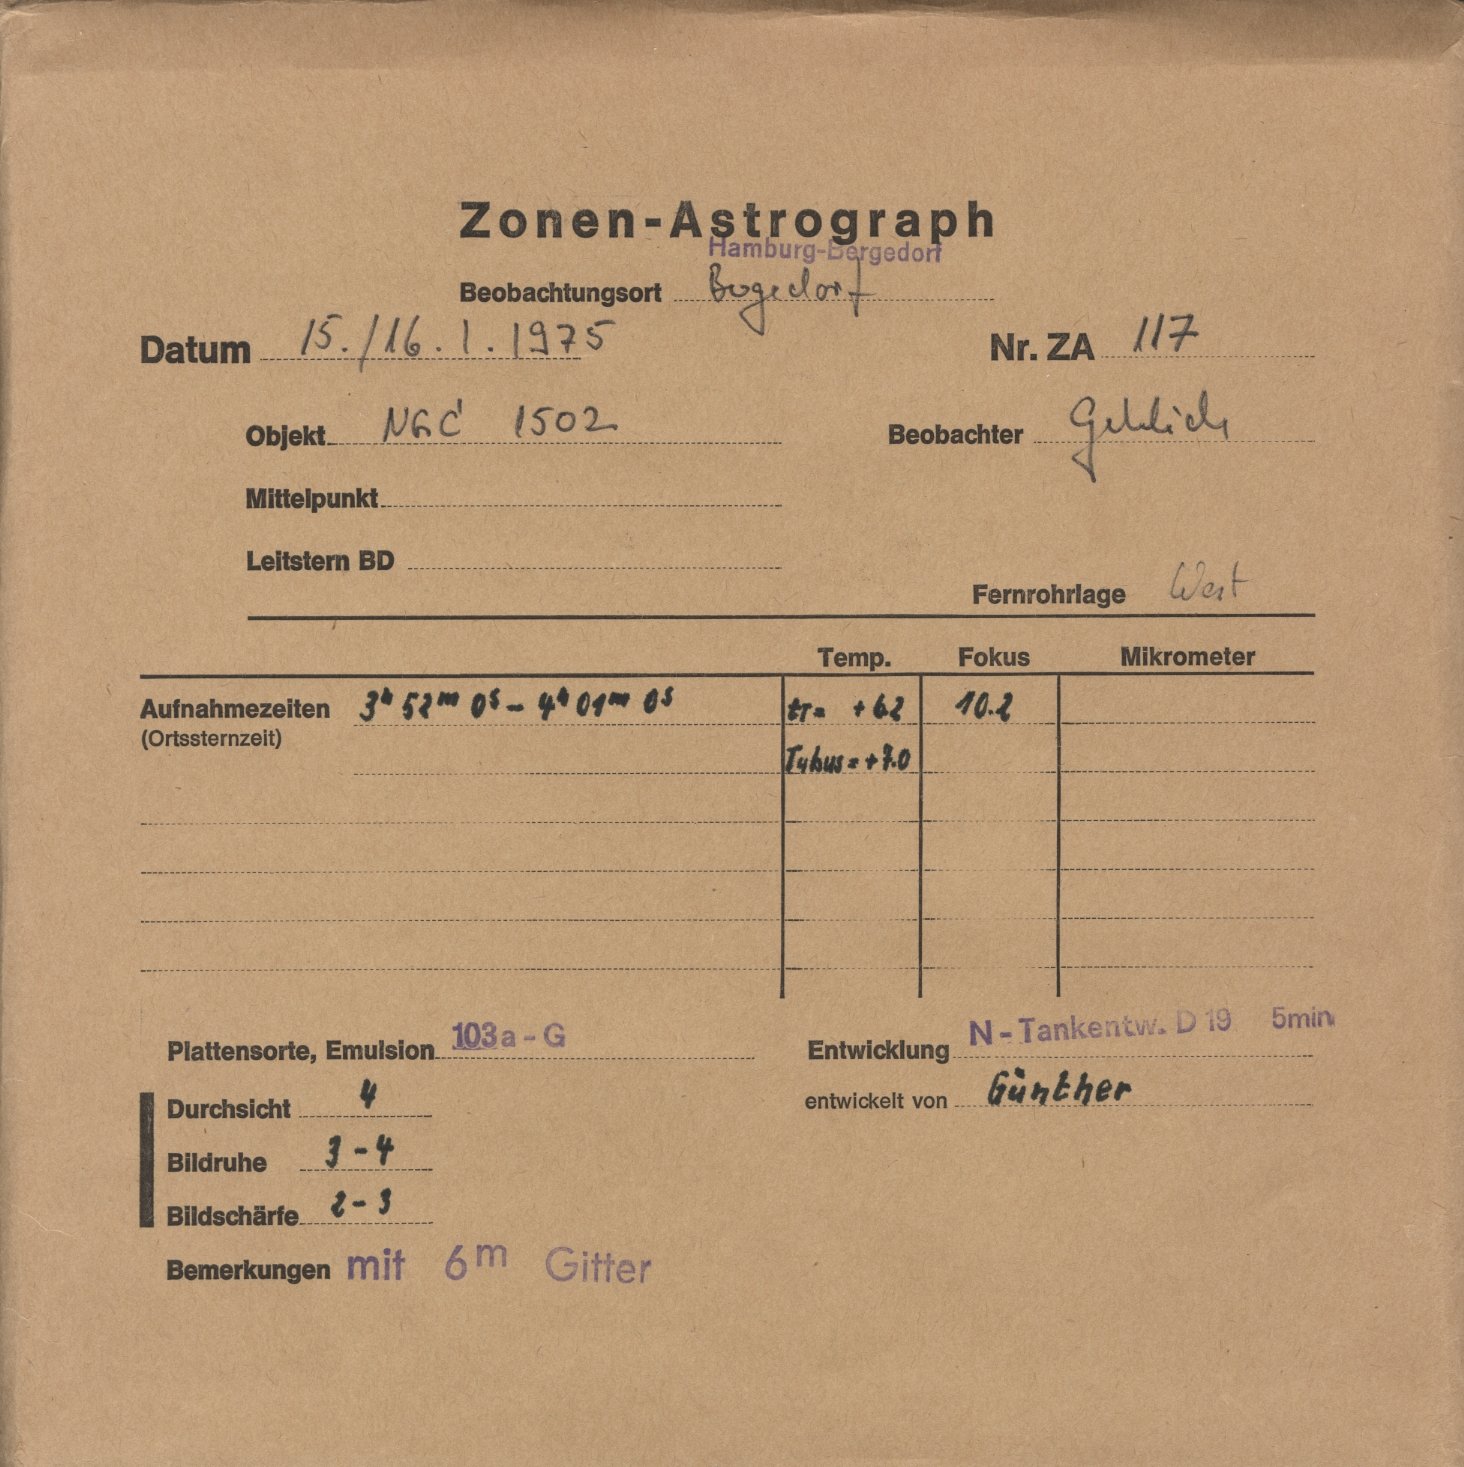 Zonen-Astrograph
Hamburg-Bergedorf
Beobachtungsort Bergedorf
Datum 15./16.1.1975 Nr. ZA 117
Objekt NGC 1502 Beobachter
Mittelpunkt
Leitstern BD
Fernrohrlage West
Temp. Fokus Mikrometer
Aufnahmezeiten 3h 52m 0s - 4h 01m 0s tr= +6.2 10.2
(Ortssternzeit)
Tubus = +7.0
Plattensorte, Emulsion 103a-G Entwicklung N-Tankentw. D 19 5min
Durchsicht 4 entwickelt von Günther
Bildruhe 3-4
Bildschärfe 2-3
Bemerkungen mit 6m Gitter